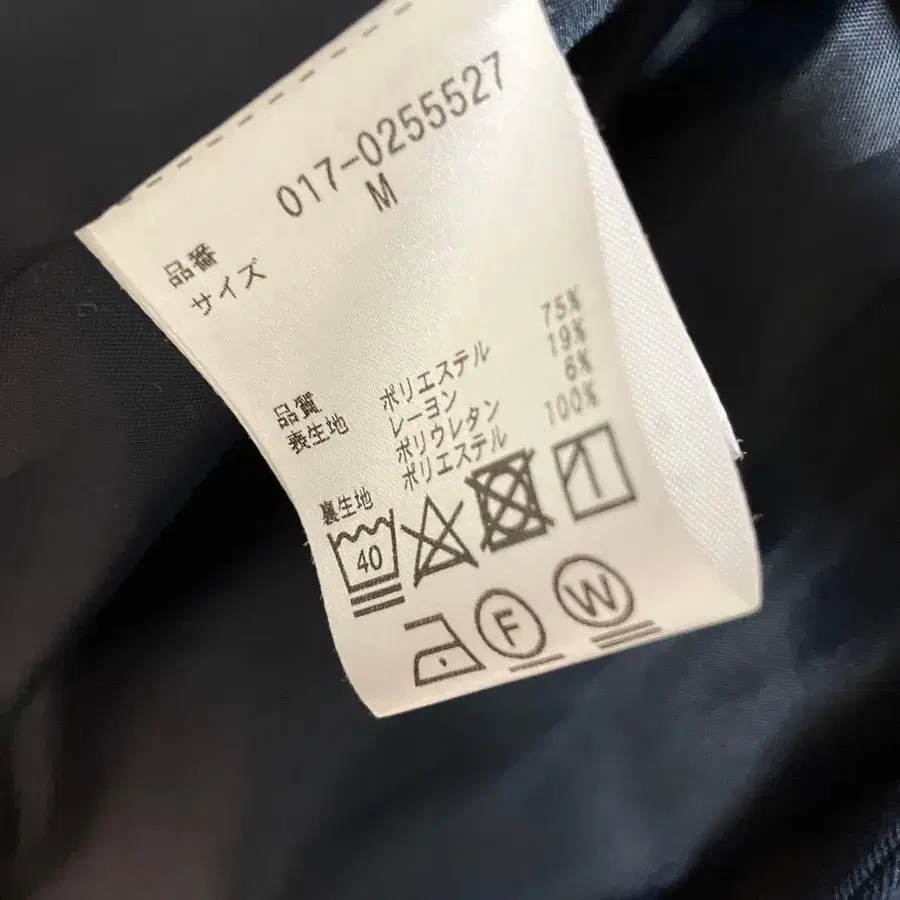 品番 017-0255527
サイズ M
品質
表生地 ポリエステル 75%
レーヨン 19%
ポリウレタン 6%
裏生地 ポリエステル 100%
40
F
W